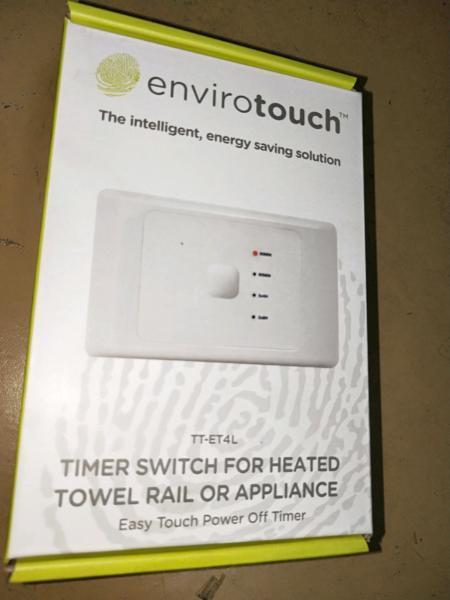 envirotouch™
The intelligent, energy saving solution
TT-ET4L
TIMER SWITCH FOR HEATED
TOWEL RAIL OR APPLIANCE
Easy Touch Power Off Timer